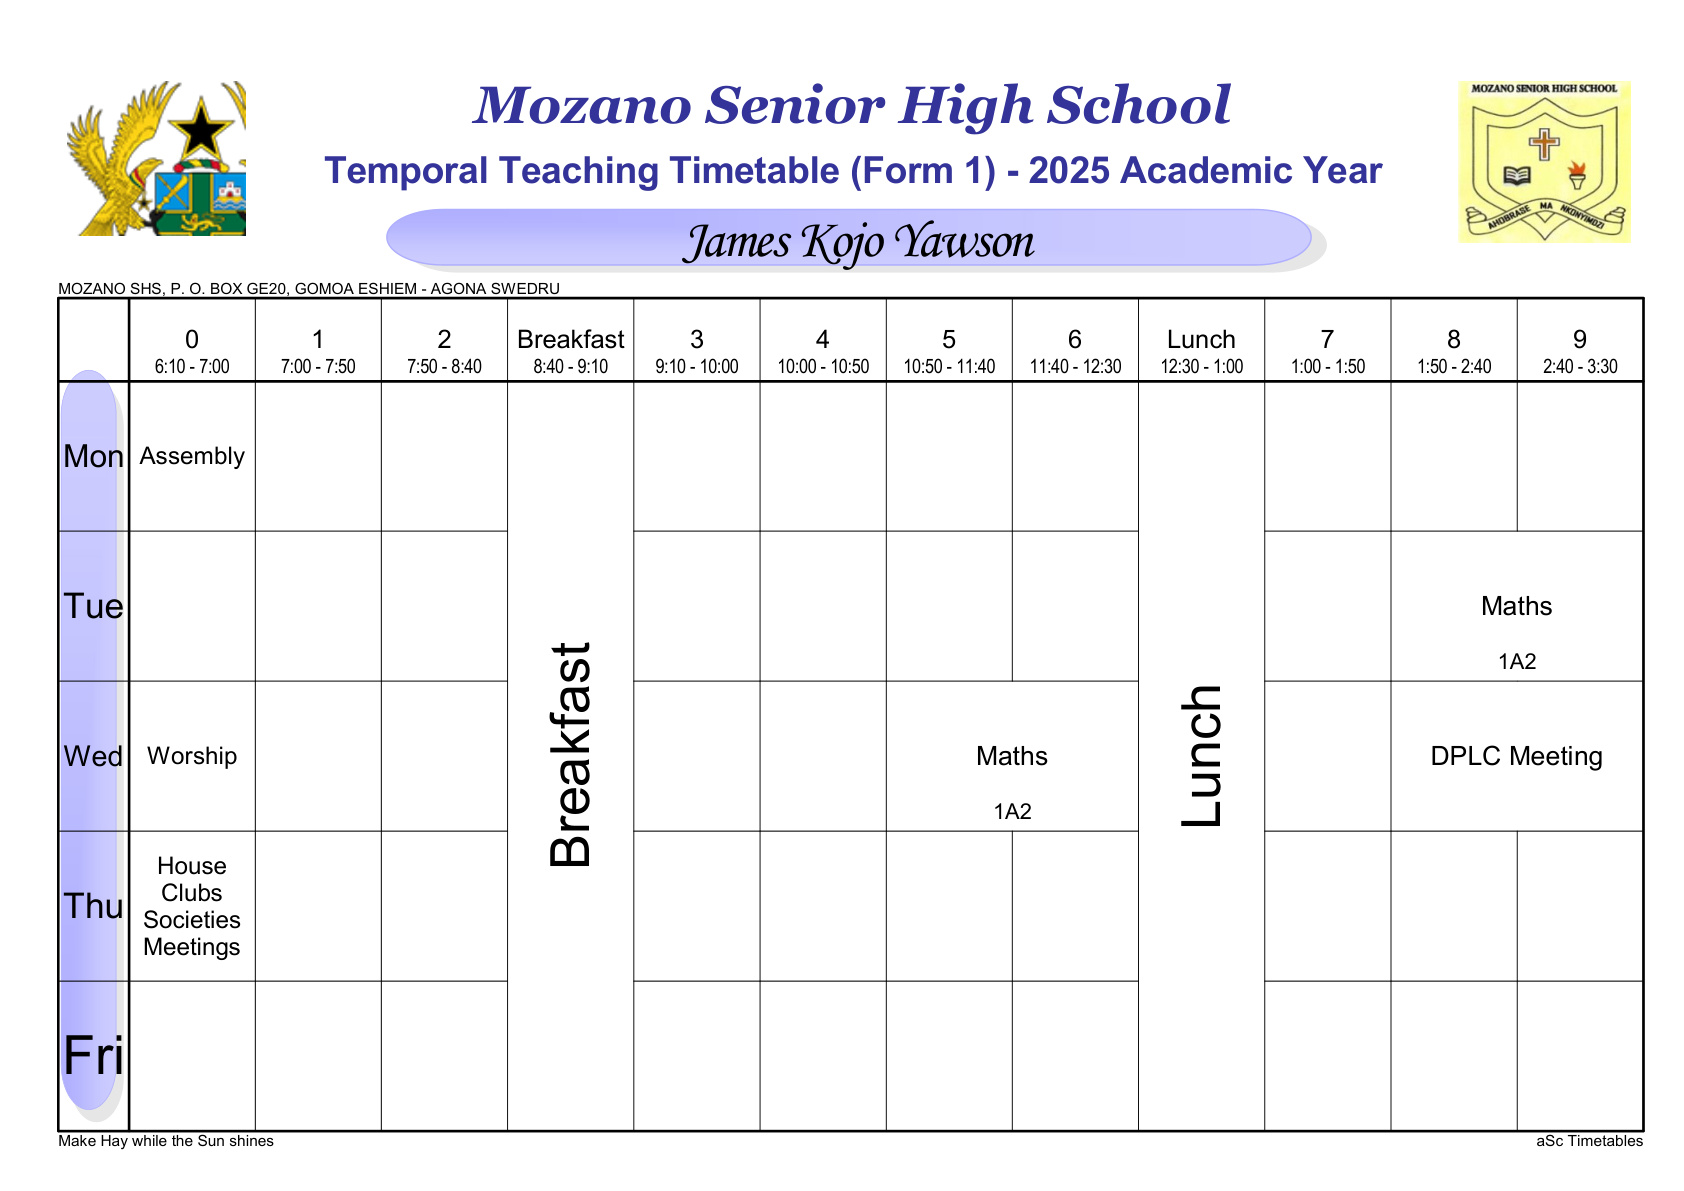 MOZANO SENIOR HIGH SCHOOL
AHOBRASE MA NKUNYIMDZI
Mozano Senior High School
Temporal Teaching Timetable (Form 1) - 2025 Academic Year
James Kojo Yawson
MOZANO SHS, P. O. BOX GE20, GOMOA ESHIEM - AGONA SWEDRU
0 1 2 Breakfast 3 4 5 6 Lunch 7 8 9
6:10 - 7:00 7:00 - 7:50 7:50 - 8:40 8:40 - 9:10 9:10 - 10:00 10:00 - 10:50 10:50 - 11:40 11:40 - 12:30 12:30 - 1:00 1:00 - 1:50 1:50 - 2:40 2:40 - 3:30
Mon Assembly
Tue Maths
1A2
Breakfast
Lunch
Wed Worship Maths DPLC Meeting
1A2
Thu
House
Clubs
Societies
Meetings
Fri
Make Hay while the Sun shines
aSc Timetables